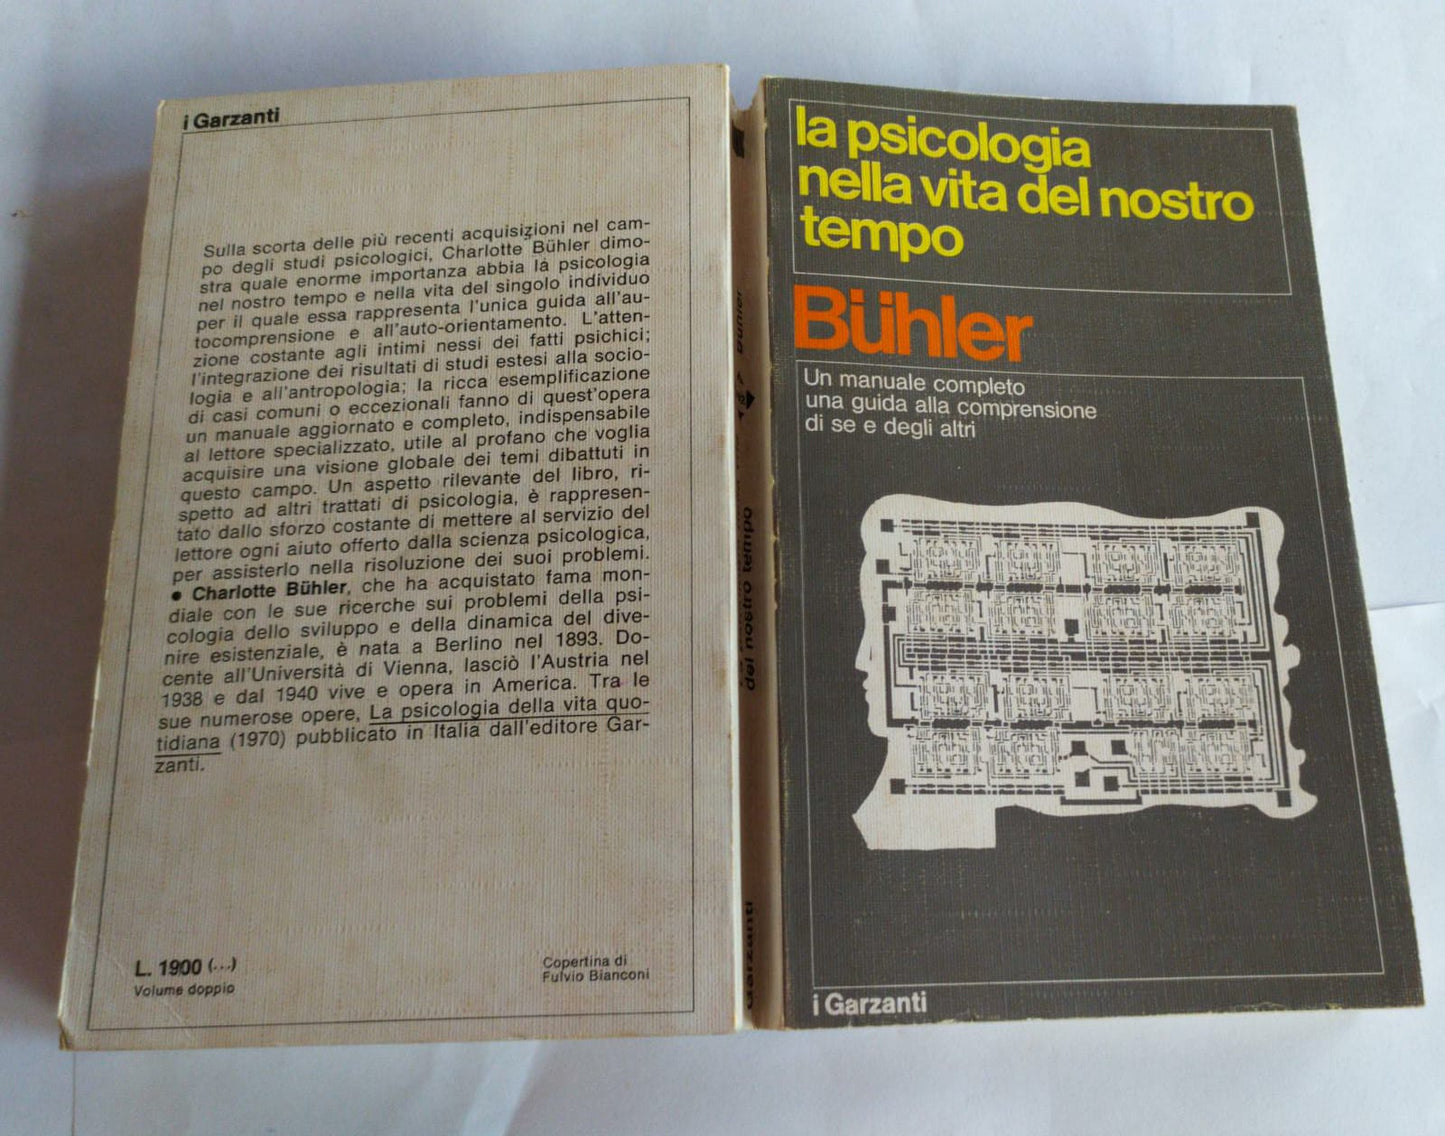 i Garzanti
Sulla scorta delle più recenti acquisizioni nel cam-
po degli studi psicologici, Charlotte Bühler dimo-
stra quale enorme importanza abbia la psicologia
nel nostro tempo e nella vita del singolo individuo
per il quale essa rappresenta l'unica guida all'au-
tocomprensione e all'auto-orientamento. L'atten-
zione costante agli intimi nessi dei fatti psichici;
l'integrazione dei risultati di studi estesi alla socio-
logia e all'antropologia; la ricca esemplificazione
di casi comuni o eccezionali fanno di quest'opera
un manuale aggiornato e completo, indispensabile
al lettore specializzato, utile al profano che voglia
acquisire una visione globale dei temi dibattuti in
questo campo. Un aspetto rilevante del libro, ri-
spetto ad altri trattati di psicologia, è rappresen-
tato dallo sforzo costante di mettere al servizio del
lettore ogni aiuto offerto dalla scienza psicologica,
per assisterlo nella risoluzione dei suoi problemi.
● Charlotte Bühler, che ha acquistato fama mon-
diale con le sue ricerche sui problemi della psi-
cologia dello sviluppo e della dinamica del dive-
nire esistenziale, è nata a Berlino nel 1893. Do-
cente all'Università di Vienna, lasciò l'Austria nel
1938 e dal 1940 vive e opera in America. Tra le
sue numerose opere, La psicologia della vita quo-
tidiana (1970) pubblicato in Italia dall'editore Gar-
zanti.
L. 1900 (...)
Volume doppio
Copertina di
Fulvio Bianconi
Bühler
del nostro tempo
Garzanti
la psicologia
nella vita del nostro
tempo
Bühler
Un manuale completo
una guida alla comprensione
di se e degli altri
i Garzanti